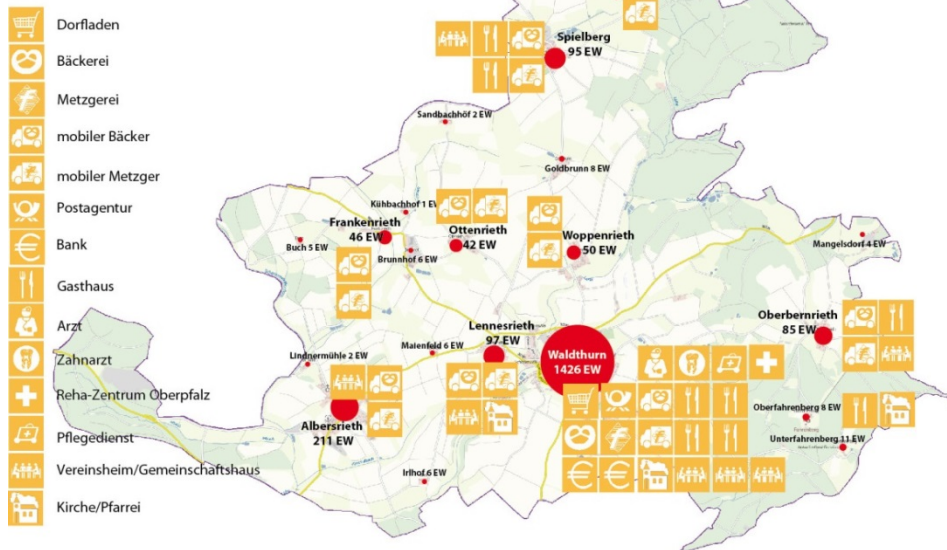 Dorfladen
Bäckerei
Metzgerei
mobiler Bäcker
mobiler Metzger
Postagentur
Bank
Gasthaus
Arzt
Zahnarzt
Reha-Zentrum Oberpfalz
Pflegedienst
Vereinsheim/Gemeinschaftshaus
Kirche/Pfarrei
Spielberg
95 EW
Sandbachhöf 2 EW
Goldbrunn 8 EW
Kühbachhof 1 EW
Frankenrieth
46 EW
Buch 5 EW
Brunnhof 6 EW
Ottenrieth
42 EW
Woppenrieth
50 EW
Mangelsdorf 4 EW
Oberbernrieth
85 EW
Lennesrieth
97 EW
Maienfeld 6 EW
Lindnermühle 2 EW
Waldthurn
1426 EW
Albersrieth
211 EW
Oberfahrenberg 8 EW
Unterfahrenberg 11 EW
Irlhof 6 EW